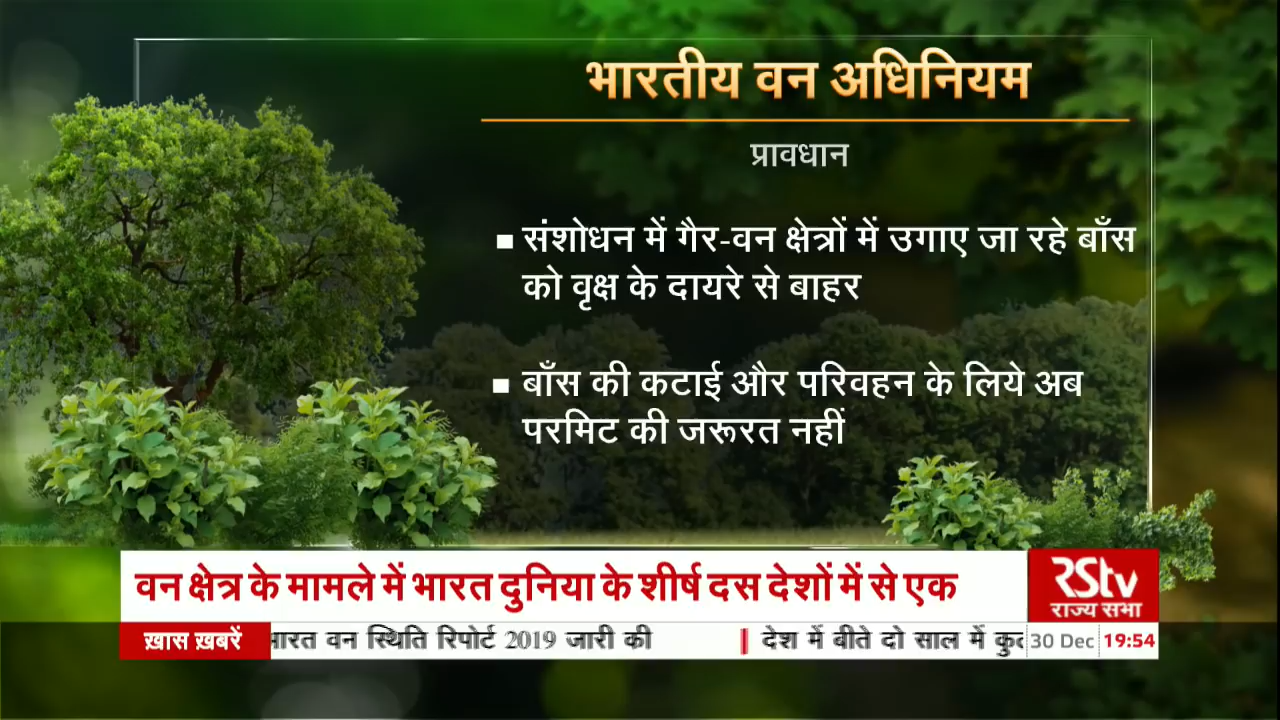 भारतीय वन अधिनियम
प्रावधान
▪ संशोधन में गैर-वन क्षेत्रों में उगाए जा रहे बाँस
को वृक्ष के दायरे से बाहर
▪ बाँस की कटाई और परिवहन के लिये अब
परमिट की जरूरत नहीं
वन क्षेत्र के मामले में भारत दुनिया के शीर्ष दस देशों में से एक
RStv
राज्य सभा
ख़ास ख़बरें
वन स्थिति रिपोर्ट 2019 जारी की
देश में बीते दो साल में
30 Dec
19:54